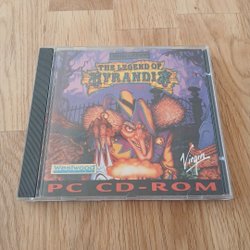 THE LEGEND OF
KYRANDIA
Westwood
Virgin
PC CD-ROM